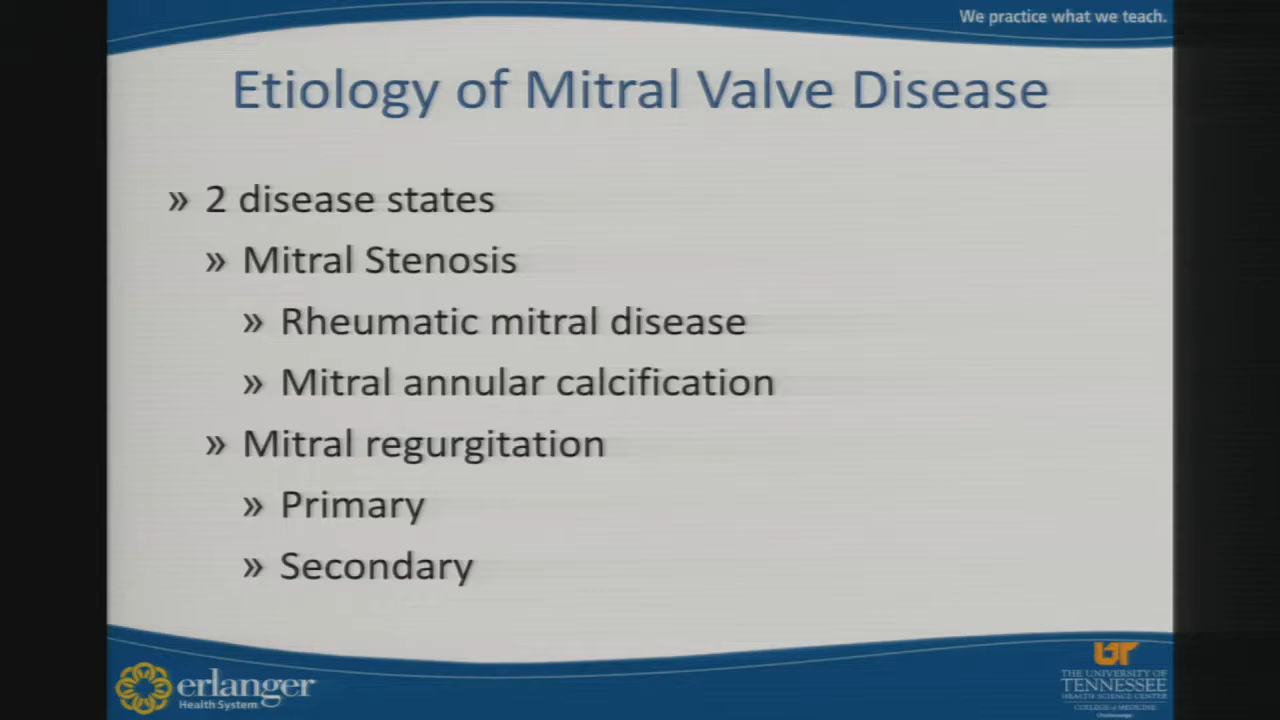 We practice what we teach.
Etiology of Mitral Valve Disease
» 2 disease states
» Mitral Stenosis
» Rheumatic mitral disease
» Mitral annular calcification
» Mitral regurgitation
» Primary
» Secondary
erlanger
Health System
UT
THE UNIVERSITY OF
TENNESSEE
HEALTH SCIENCE CENTER
COLLEGE of MEDICINE
Chattanooga